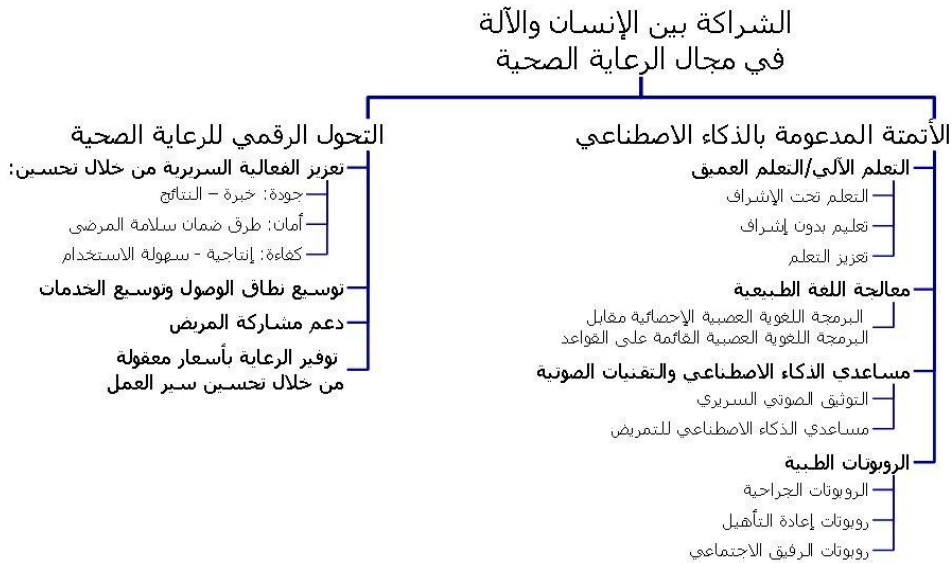 الشراكة بين الإنسان والآلة
في مجال الرعاية الصحية
الأتمتة المدعومة بالذكاء الاصطناعي
التعلم الآلي/التعلم العميق
التعلم تحت الإشراف
تعليم بدون إشراف
تعزيز التعلم
معالجة اللغة الطبيعية
البرمجة اللغوية العصبية الإحصائية مقابل
البرمجة اللغوية العصبية القائمة على القواعد
مساعدي الذكاء الاصطناعي والتقنيات الصوتية
التوثيق الصوتي السريري
مساعدي الذكاء الاصطناعي للتمريض
الروبوتات الطبية
الروبوتات الجراحية
روبوتات إعادة التأهيل
روبوتات الرفيق الاجتماعي
التحول الرقمي للرعاية الصحية
تعزيز الفعالية السريرية من خلال تحسين:
جودة: خبرة – النتائج
أمان: طرق ضمان سلامة المرضى
كفاءة: إنتاجية - سهولة الاستخدام
توسيع نطاق الوصول وتوسيع الخدمات
دعم مشاركة المريض
توفير الرعاية بأسعار معقولة
من خلال تحسين سير العمل